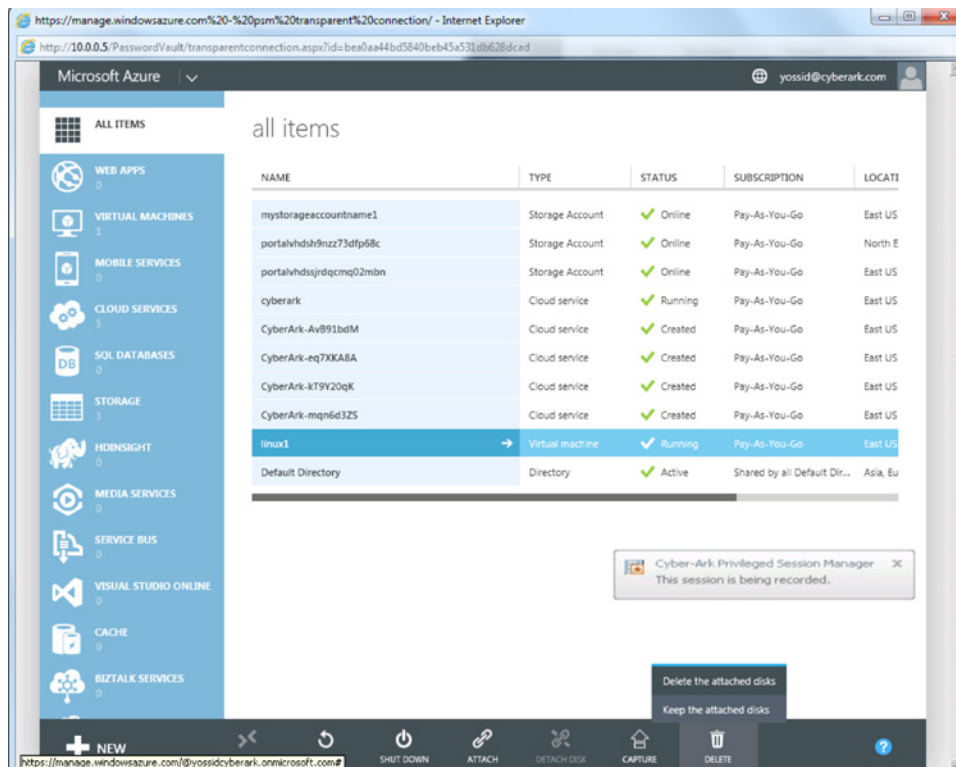 https://manage.windowsazure.com%20-%20psm%20transparent%20connection/ - Internet Explorer
http://10.0.0.5/PasswordVault/transparentconnection.aspx?id=bea0aa44bd5840beb45a531db628dcad
Microsoft Azure
yossid@cyberark.com
ALL ITEMS
WEB APPS
0
VIRTUAL MACHINES
1
MOBILE SERVICES
0
CLOUD SERVICES
5
SQL DATABASES
0
DB
STORAGE
3
HDINSIGHT
0
MEDIA SERVICES
0
SERVICE BUS
0
VISUAL STUDIO ONLINE
0
CACHE
0
BIZTALK SERVICES
0
all items
NAME TYPE STATUS SUBSCRIPTION LOCATI
mystorageaccountname1 Storage Account Online Pay-As-You-Go East US
portalvhdsh9nzz73dfp68c Storage Account Online Pay-As-You-Go North E
portalvhdssjrdqcmq02mbn Storage Account Online Pay-As-You-Go East US
cyberark Cloud service Running Pay-As-You-Go East US
CyberArk-AvB91bdM Cloud service Created Pay-As-You-Go East US
CyberArk-eq7XKA8A Cloud service Created Pay-As-You-Go East US
CyberArk-kT9Y20qK Cloud service Created Pay-As-You-Go East US
CyberArk-mqn6d3ZS Cloud service Created Pay-As-You-Go East US
linux1 Virtual machine Running Pay-As-You-Go East US
Default Directory Directory Active Shared by all Default Dir... Asia, Eu
Cyber-Ark Privileged Session Manager
This session is being recorded.
Delete the attached disks
Keep the attached disks
NEW
SHUT DOWN ATTACH DETACH DISK CAPTURE DELETE
?
https://manage.windowsazure.com/@yossidcyberark.onmicrosoft.com#